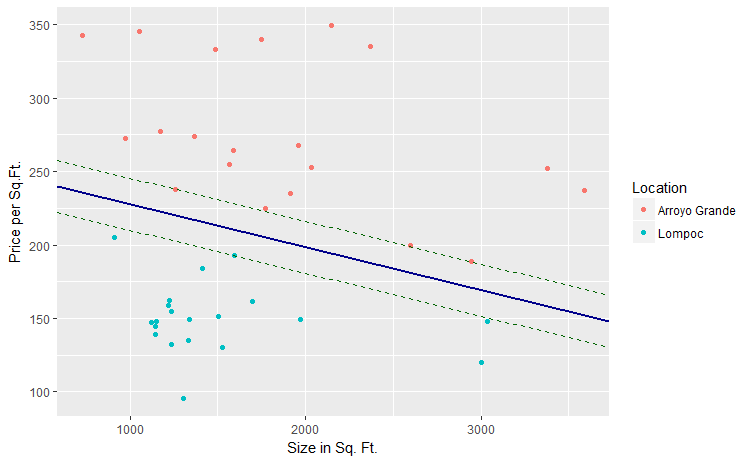 350
300
250
200
150
100
Price per Sq.Ft.
1000 2000 3000
Size in Sq. Ft.
Location
Arroyo Grande
Lompoc